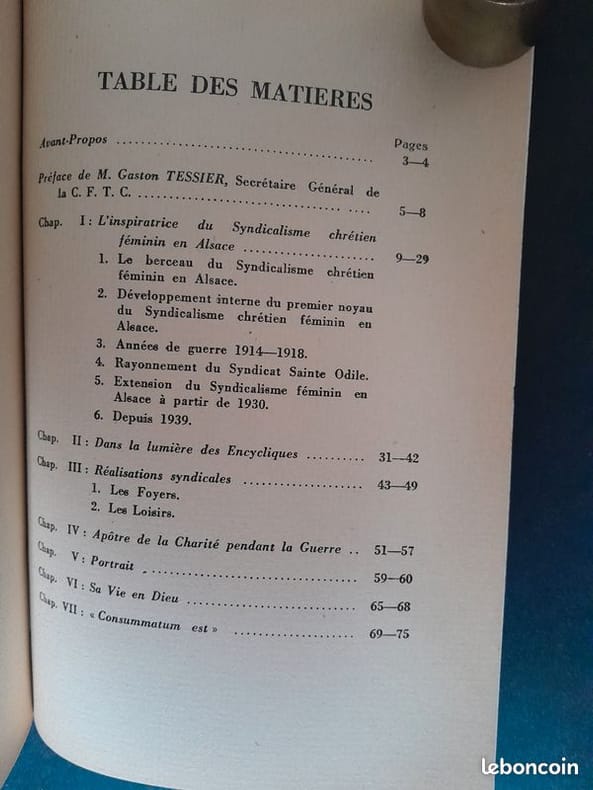 TABLE DES MATIERES
Pages
Avant-Propos ........................................ 3—4
Préface de M. Gaston TESSIER, Secrétaire Général de
la C. F. T. C. .................................... 5—8
Chap. I : L'inspiratrice du Syndicalisme chrétien
féminin en Alsace .................... 9—29
1. Le berceau du Syndicalisme chrétien
féminin en Alsace.
2. Développement interne du premier noyau
du Syndicalisme chrétien féminin en
Alsace.
3. Années de guerre 1914—1918.
4. Rayonnement du Syndicat Sainte Odile.
5. Extension du Syndicalisme féminin en
Alsace à partir de 1930.
6. Depuis 1939.
Chap. II : Dans la lumière des Encycliques .......... 31—42
Chap. III : Réalisations syndicales .................... 43—49
1. Les Foyers.
2. Les Loisirs.
Chap. IV : Apôtre de la Charité pendant la Guerre .. 51—57
Chap. V : Portrait .................................. 59—60
Chap. VI : Sa Vie en Dieu ........................... 65—68
Chap. VII : « Consummatum est » .................... 69—75
leboncoin